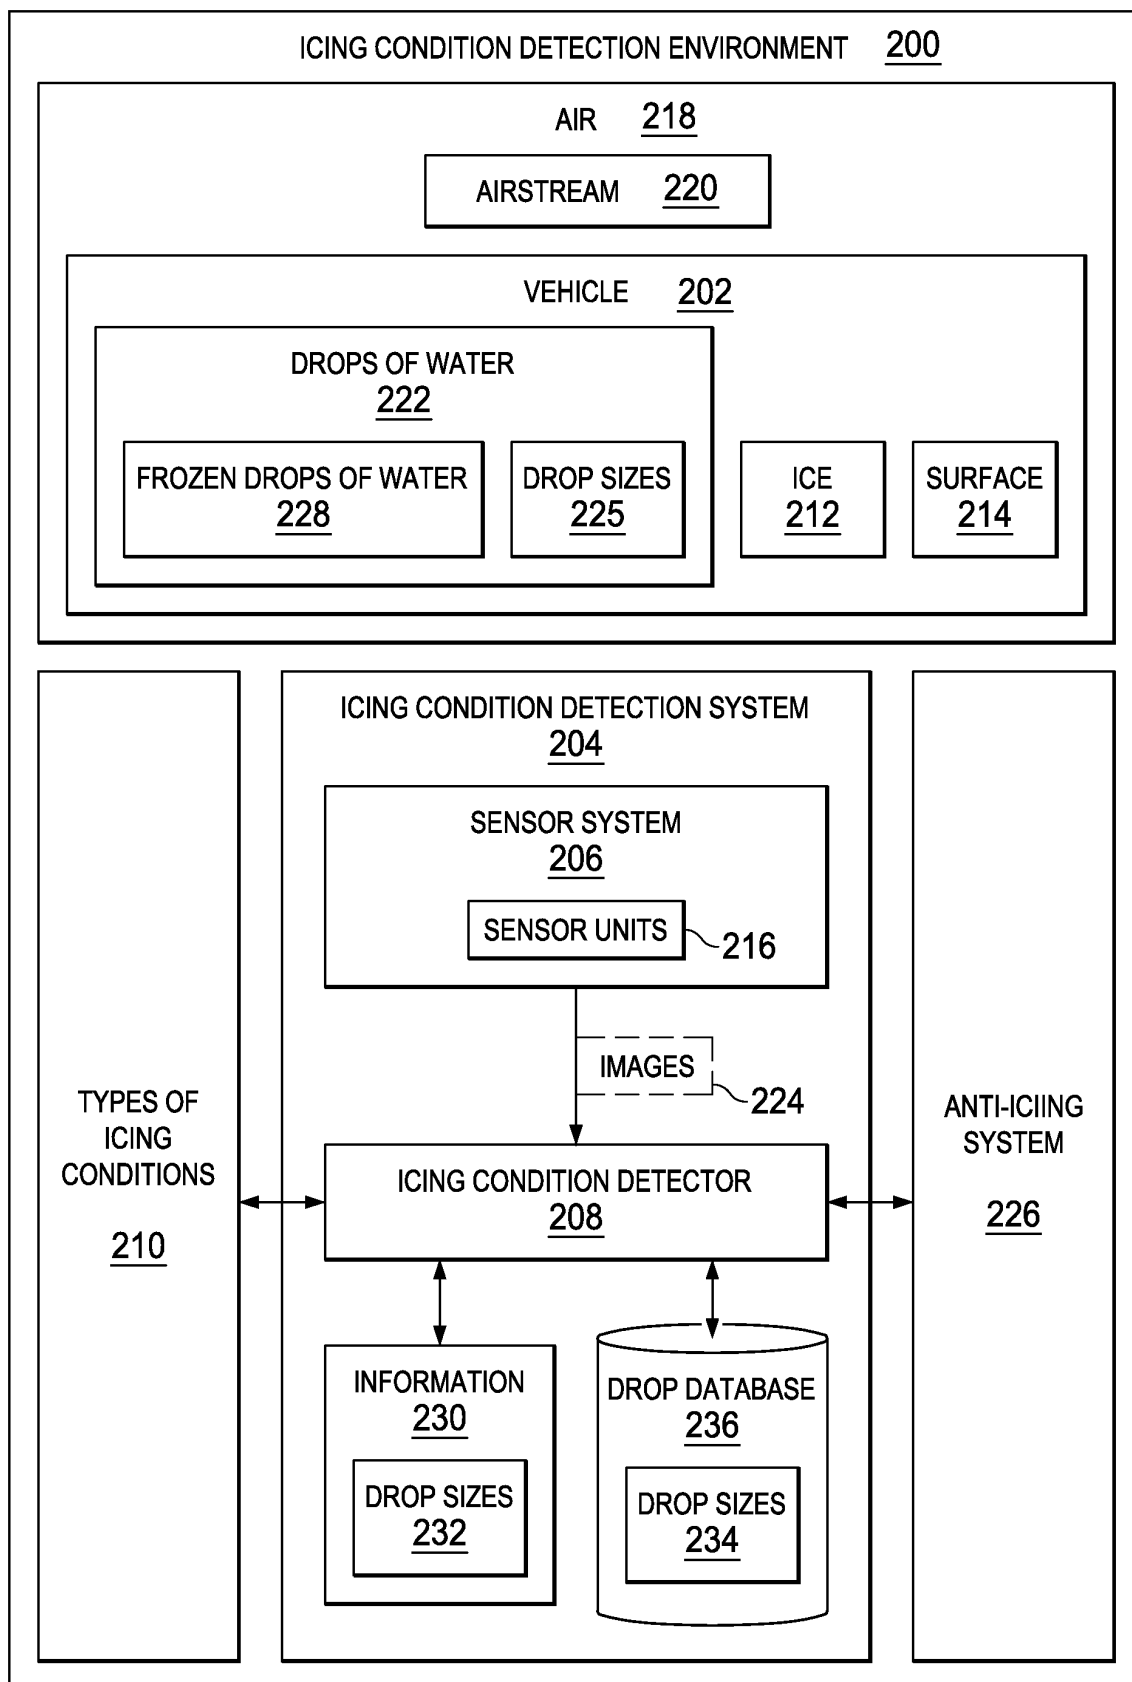 ICING CONDITION DETECTION ENVIRONMENT 200
AIR 218
AIRSTREAM 220
VEHICLE 202
DROPS OF WATER
222
FROZEN DROPS OF WATER
228
DROP SIZES
225
ICE
212
SURFACE
214
TYPES OF
ICING
CONDITIONS
210
ICING CONDITION DETECTION SYSTEM
204
SENSOR SYSTEM
206
SENSOR UNITS
216
IMAGES
224
ICING CONDITION DETECTOR
208
INFORMATION
230
DROP SIZES
232
DROP DATABASE
236
DROP SIZES
234
ANTI-ICIING
SYSTEM
226